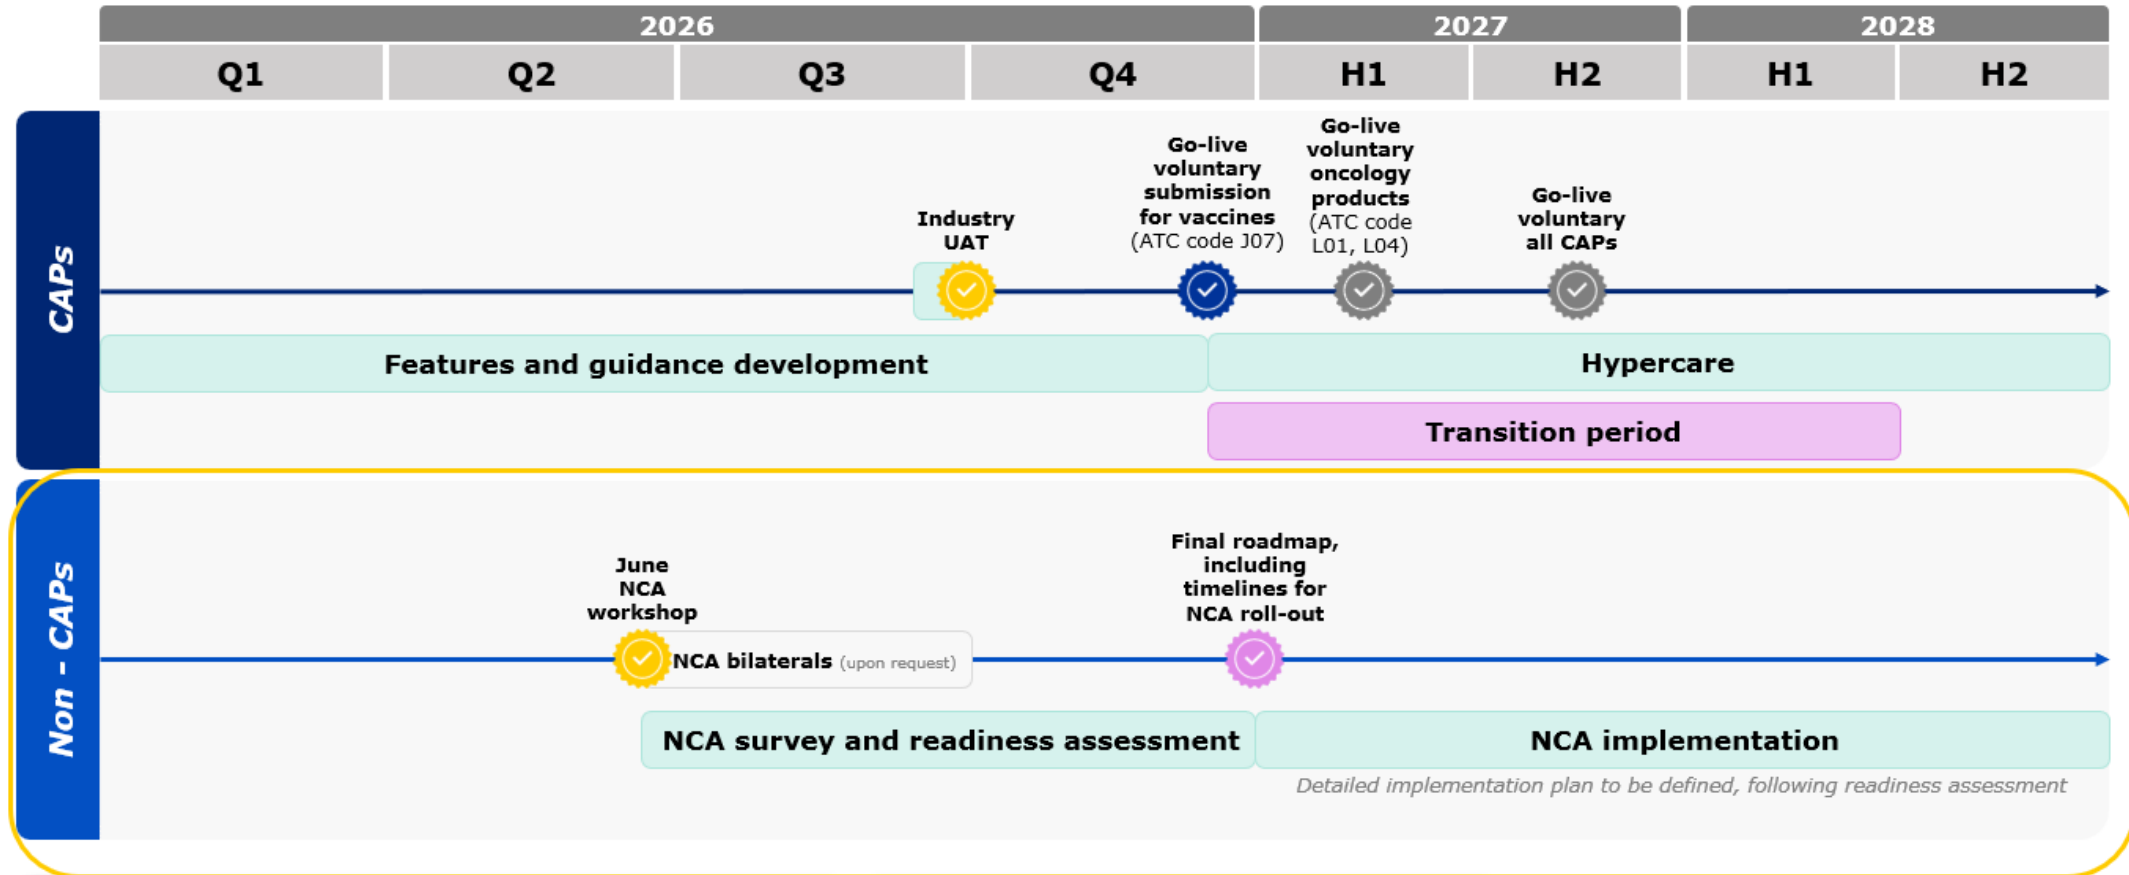 2026
2027
2028
Q1
Q2
Q3
Q4
H1
H2
H1
H2
CAPs
Industry
UAT
Go-live
voluntary
submission
for vaccines
(ATC code J07)
Go-live
voluntary
oncology
products
(ATC code
L01, L04)
Go-live
voluntary
all CAPs
Features and guidance development
Hypercare
Transition period
Non - CAPs
June
NCA
workshop
NCA bilaterals (upon request)
Final roadmap,
including
timelines for
NCA roll-out
NCA survey and readiness assessment
NCA implementation
Detailed implementation plan to be defined, following readiness assessment